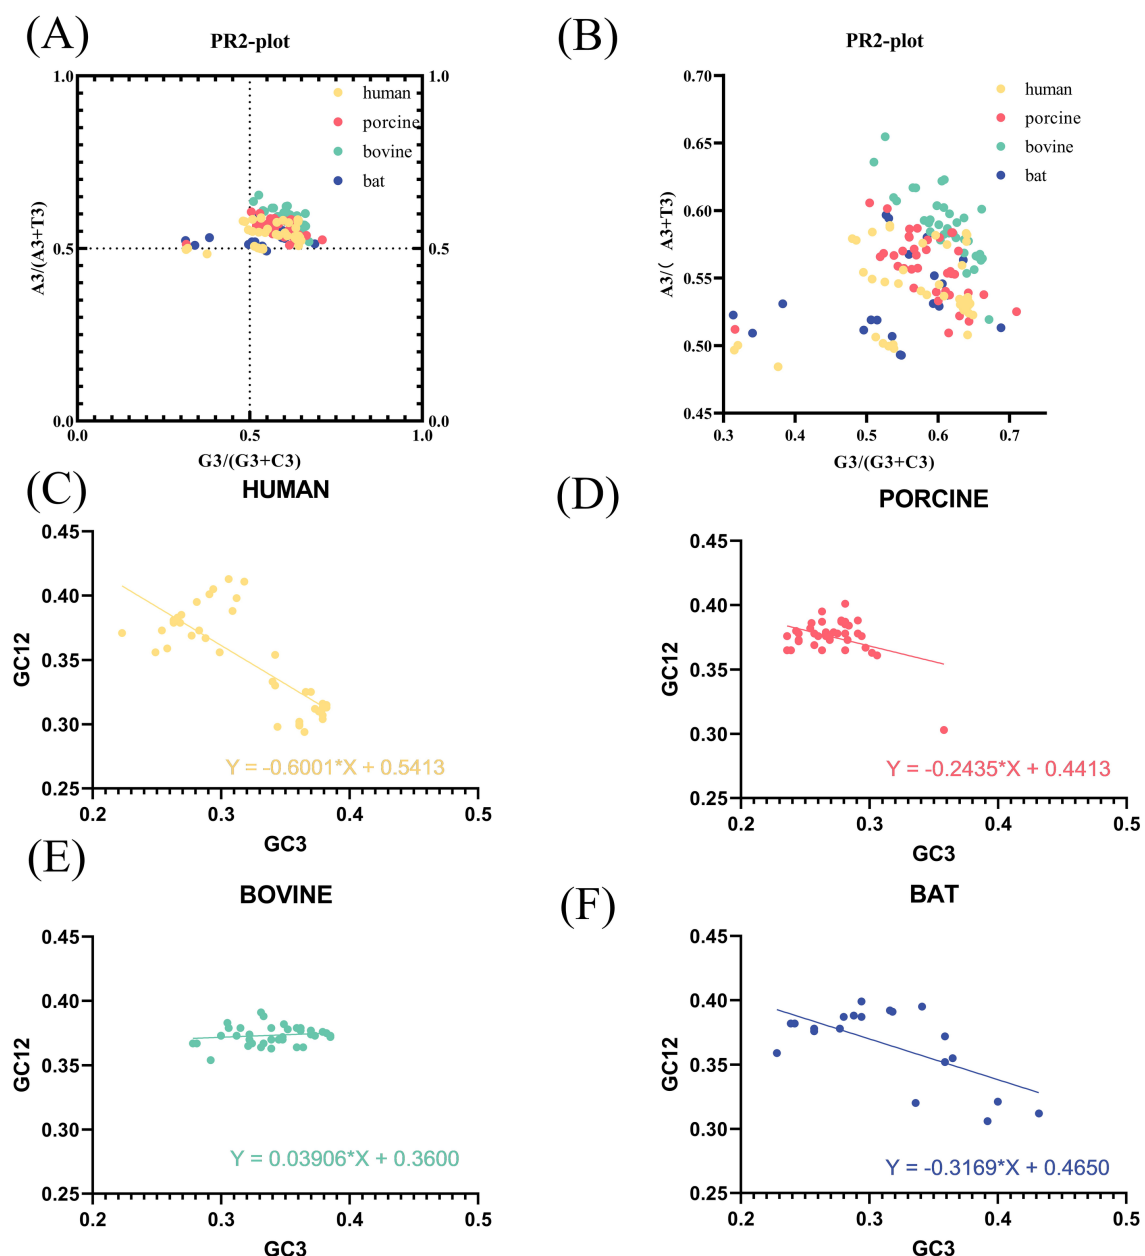 (A)
PR2-plot
1.0
1.0
human
porcine
bovine
bat
A3/(A3+T3)
0.5
0.5
0.0
0.0
0.0
0.5
1.0
G3/(G3+C3)
(B)
PR2-plot
0.70
human
porcine
bovine
bat
0.65
0.60
A3/( A3+T3)
0.55
0.50
0.45
0.3
0.4
0.5
0.6
0.7
G3/(G3+C3)
(C)
HUMAN
0.45
0.40
GC12
0.35
0.30
Y = -0.6001*X + 0.5413
0.25
0.2
0.3
0.4
0.5
GC3
(D)
PORCINE
0.45
0.40
GC12
0.35
0.30
Y = -0.2435*X + 0.4413
0.25
0.2
0.3
0.4
0.5
GC3
(E)
BOVINE
0.45
0.40
GC12
0.35
0.30
Y = 0.03906*X + 0.3600
0.25
0.2
0.3
0.4
0.5
GC3
(F)
BAT
0.45
0.40
GC12
0.35
0.30
Y = -0.3169*X + 0.4650
0.25
0.2
0.3
0.4
0.5
GC3